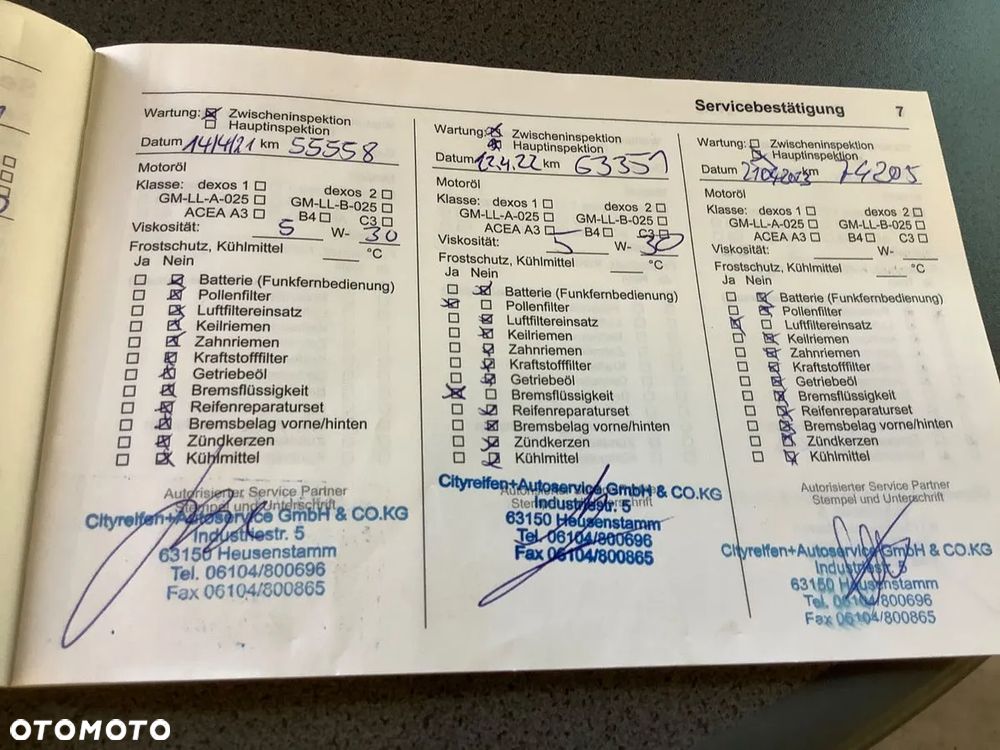 Servicebestätigung 7
Wartung: Zwischeninspektion
Hauptinspektion
Datum 14/4/21 km 55558
Motoröl
Klasse: dexos 1 dexos 2
GM-LL-A-025 GM-LL-B-025
ACEA A3 B4 C3
Viskosität: 5 W- 30
Frostschutz, Kühlmittel °C
Ja Nein
Batterie (Funkfernbedienung)
Pollenfilter
Luftfiltereinsatz
Keilriemen
Zahnriemen
Kraftstofffilter
Getriebeöl
Bremsflüssigkeit
Reifenreparaturset
Bremsbelag vorne/hinten
Zündkerzen
Kühlmittel
Autorisierter Service Partner
Stempel und Unterschrift
Cityreifen+Autoservice GmbH & CO.KG
Industriestr. 5
63150 Heusenstamm
Tel. 06104/800696
Fax 06104/800865
Wartung: Zwischeninspektion
Hauptinspektion
Datum 12.4.22 km 63351
Motoröl
Klasse: dexos 1 dexos 2
GM-LL-A-025 GM-LL-B-025
ACEA A3 B4 C3
Viskosität: 5 W- 30
Frostschutz, Kühlmittel °C
Ja Nein
Batterie (Funkfernbedienung)
Pollenfilter
Luftfiltereinsatz
Keilriemen
Zahnriemen
Kraftstofffilter
Getriebeöl
Bremsflüssigkeit
Reifenreparaturset
Bremsbelag vorne/hinten
Zündkerzen
Kühlmittel
Cityreifen+Autoservice GmbH & CO.KG
Industriestr. 5
63150 Heusenstamm
Tel. 06104/800696
Fax 06104/800865
Wartung: Zwischeninspektion
Hauptinspektion
Datum 21042023 km 74205
Motoröl
Klasse: dexos 1 dexos 2
GM-LL-A-025 GM-LL-B-025
ACEA A3 B4 C3
Viskosität: W-
Frostschutz, Kühlmittel °C
Ja Nein
Batterie (Funkfernbedienung)
Pollenfilter
Luftfiltereinsatz
Keilriemen
Zahnriemen
Kraftstofffilter
Getriebeöl
Bremsflüssigkeit
Reifenreparaturset
Bremsbelag vorne/hinten
Zündkerzen
Kühlmittel
Autorisierter Service Partner
Stempel und Unterschrift
Cityreifen+Autoservice GmbH & CO.KG
Industriestr. 5
63150 Heusenstamm
Tel. 06104/800696
Fax 06104/800865
OTOMOTO